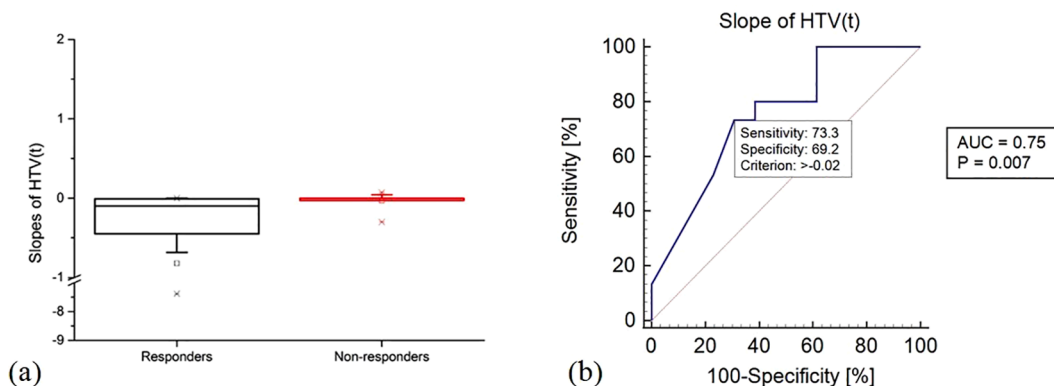 2
1
0
-1
-8
-9
Slopes of HTV(t)
Responders
Non-responders
(a)
Slope of HTV(t)
100
80
60
40
20
0
Sensitivity [%]
Sensitivity: 73.3
Specificity: 69.2
Criterion: >-0.02
0 20 40 60 80 100
100-Specificity [%]
AUC = 0.75
P = 0.007
(b)